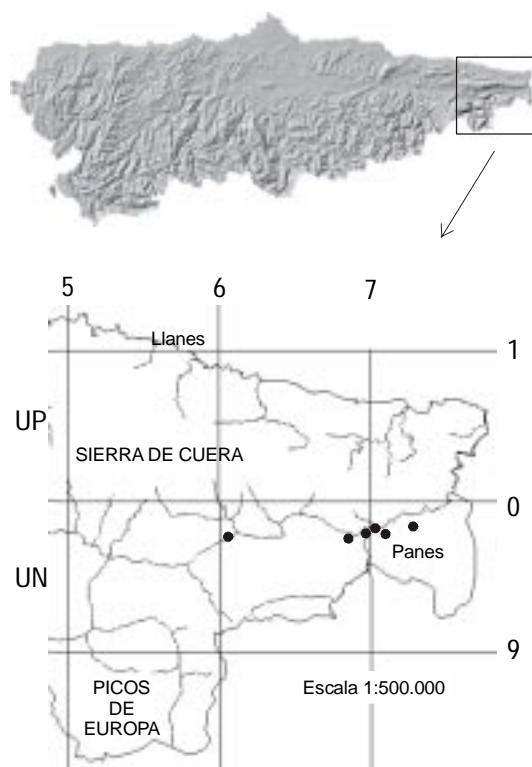 5 6 7
Llanes
1
UP
SIERRA DE CUERA
0
Panes
UN
9
PICOS
DE
EUROPA
Escala 1:500.000